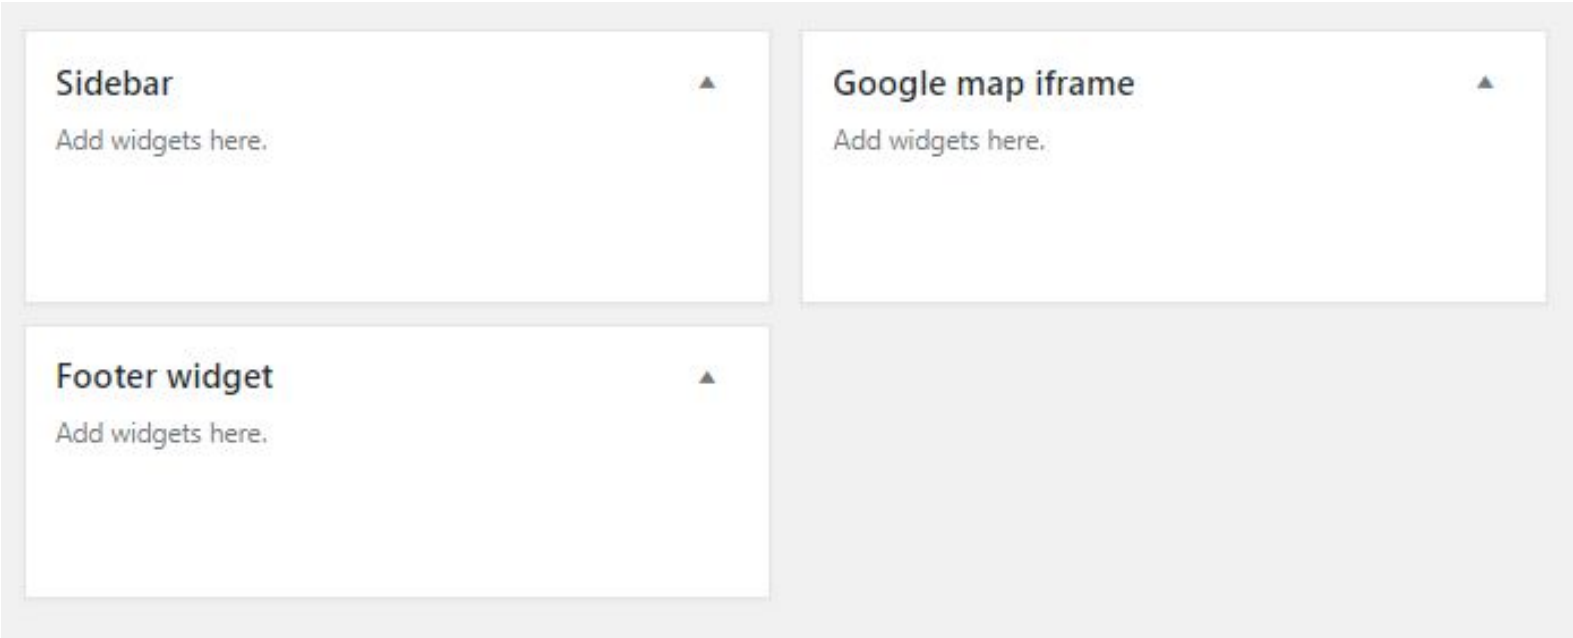 Sidebar
Add widgets here.
Google map iframe
Add widgets here.
Footer widget
Add widgets here.